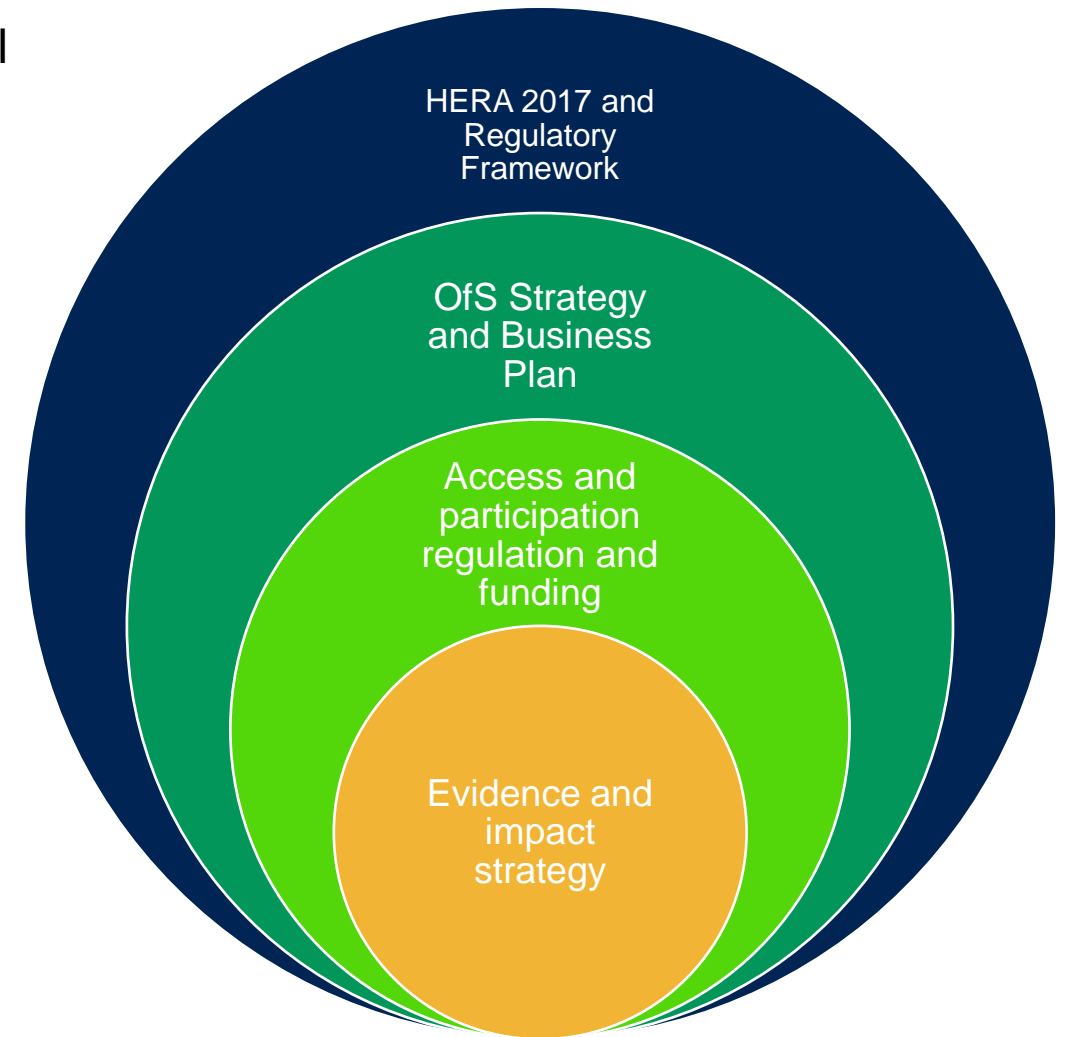 HERA 2017 and
Regulatory
Framework
OfS Strategy
and Business
Plan
Access and
participation
regulation and
funding
Evidence and
impact
strategy